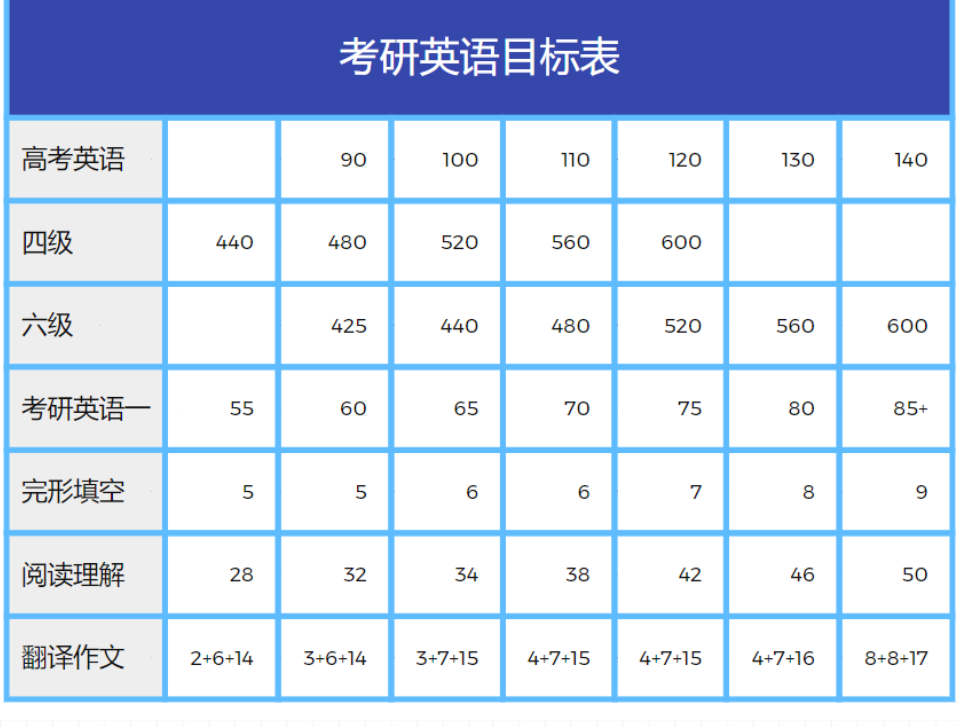 考研英语目标表
高考英语 90 100 110 120 130 140
四级 440 480 520 560 600
六级 425 440 480 520 560 600
考研英语一 55 60 65 70 75 80 85+
完形填空 5 5 6 6 7 8 9
阅读理解 28 32 34 38 42 46 50
翻译作文 2+6+14 3+6+14 3+7+15 4+7+15 4+7+15 4+7+16 8+8+17